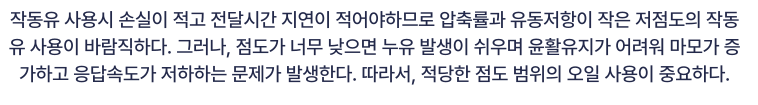 작동유 사용시 손실이 적고 전달시간 지연이 적어야하므로 압축률과 유동저항이 작은 저점도의 작동
유 사용이 바람직하다. 그러나, 점도가 너무 낮으면 누유 발생이 쉬우며 윤활유지가 어려워 마모가 증
가하고 응답속도가 저하하는 문제가 발생한다. 따라서, 적당한 점도 범위의 오일 사용이 중요하다.